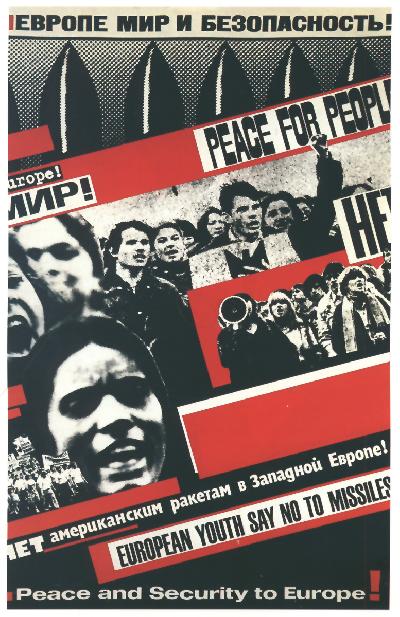 ЕВРОПЕ МИР И БЕЗОПАСНОСТЬ!
PEACE FOR PEOPL
urope!
МИР!
НЕ
НЕТ американским ракетам в Западной Европе!
EUROPEAN YOUTH SAY NO TO MISSILES
Peace and Security to Europe!